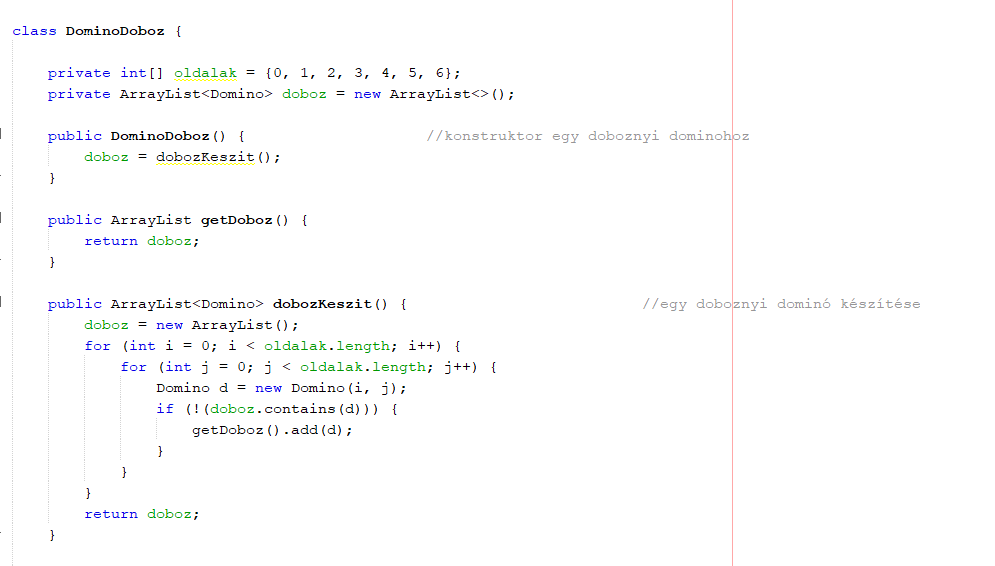 class DominoDoboz {
private int[] oldalak = {0, 1, 2, 3, 4, 5, 6};
private ArrayList<Domino> doboz = new ArrayList<>();
public DominoDoboz() { //konstruktor egy doboznyi dominohoz
doboz = dobozKeszit();
}
public ArrayList getDoboz() {
return doboz;
}
public ArrayList<Domino> dobozKeszit() { //egy doboznyi dominó készítése
doboz = new ArrayList();
for (int i = 0; i < oldalak.length; i++) {
for (int j = 0; j < oldalak.length; j++) {
Domino d = new Domino(i, j);
if (!(doboz.contains(d))) {
getDoboz().add(d);
}
}
}
return doboz;
}